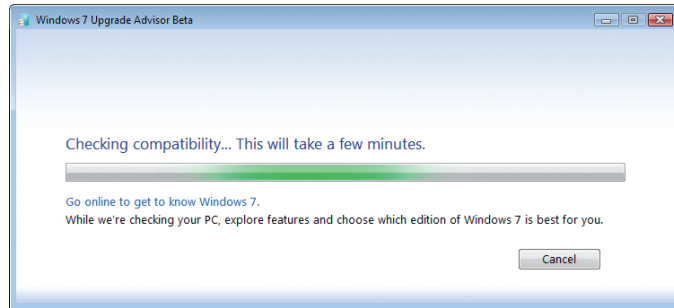 Windows 7 Upgrade Advisor Beta
Checking compatibility... This will take a few minutes.
Go online to get to know Windows 7.
While we're checking your PC, explore features and choose which edition of Windows 7 is best for you.
Cancel